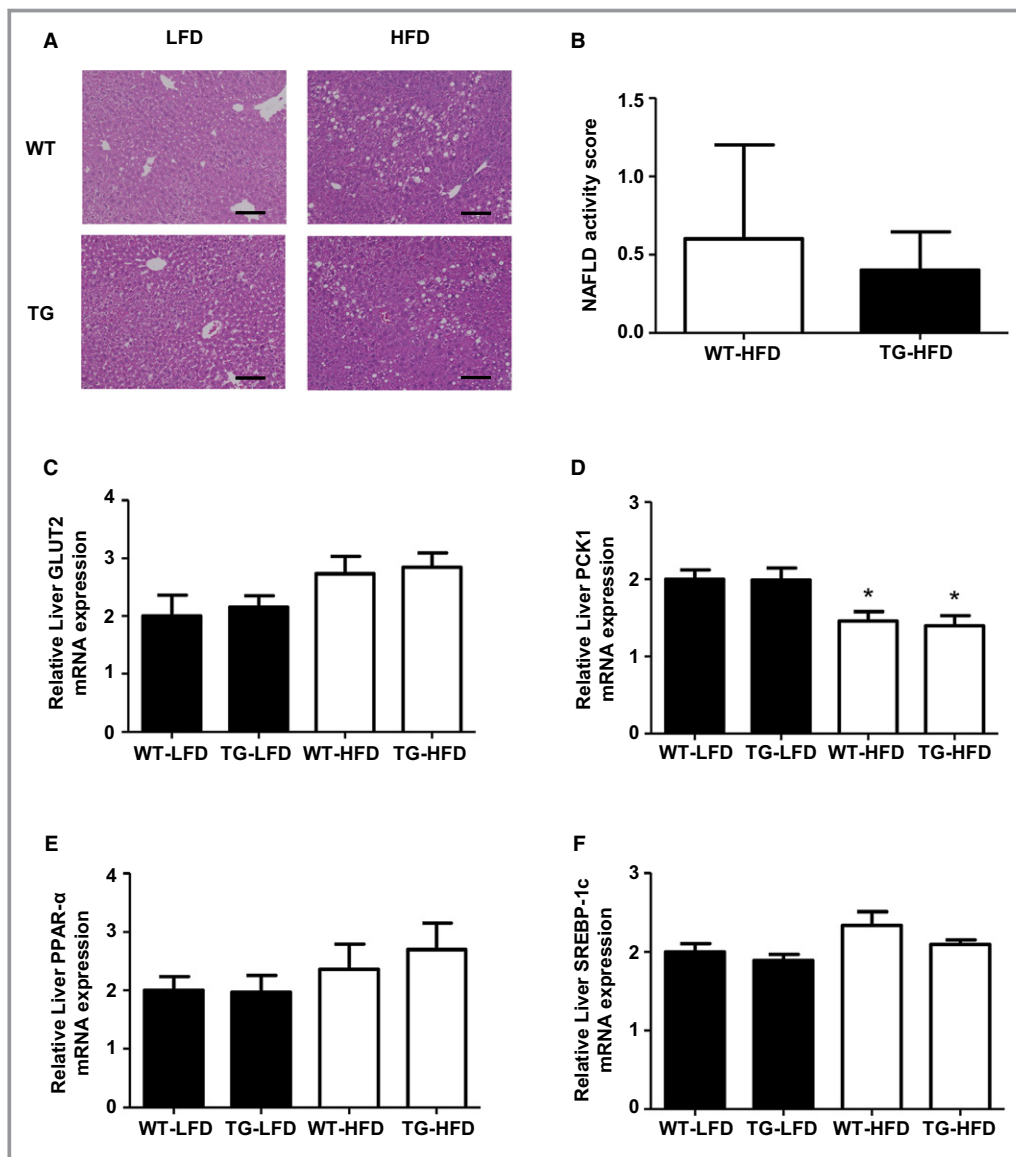 A
LFD
HFD
WT
TG
B
NAFLD activity score
1.5
1.0
0.5
0.0
WT-HFD
TG-HFD
C
Relative Liver GLUT2
mRNA expression
4
3
2
1
0
WT-LFD
TG-LFD
WT-HFD
TG-HFD
D
Relative Liver PCK1
mRNA expression
3
2
1
0
*
*
WT-LFD
TG-LFD
WT-HFD
TG-HFD
E
Relative Liver PPAR-α
mRNA expression
4
3
2
1
0
WT-LFD
TG-LFD
WT-HFD
TG-HFD
F
Relative Liver SREBP-1c
mRNA expression
3
2
1
0
WT-LFD
TG-LFD
WT-HFD
TG-HFD